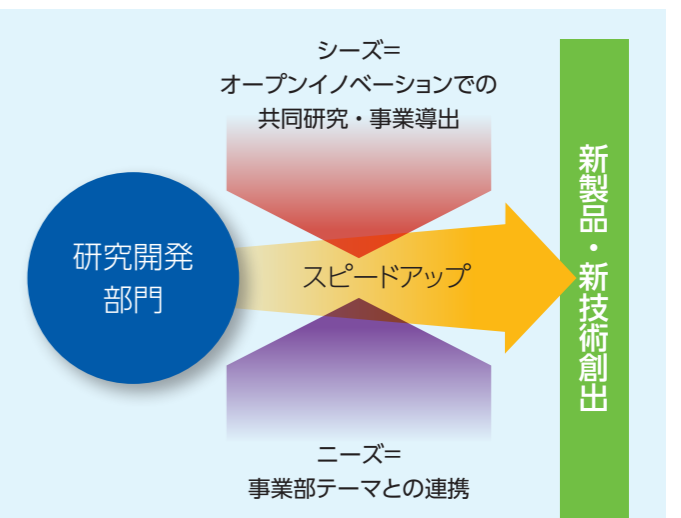 シーズ=
オープンイノベーションでの
共同研究・事業導出
研究開発
部門
スピードアップ
新製品・新技術創出
ニーズ=
事業部テーマとの連携